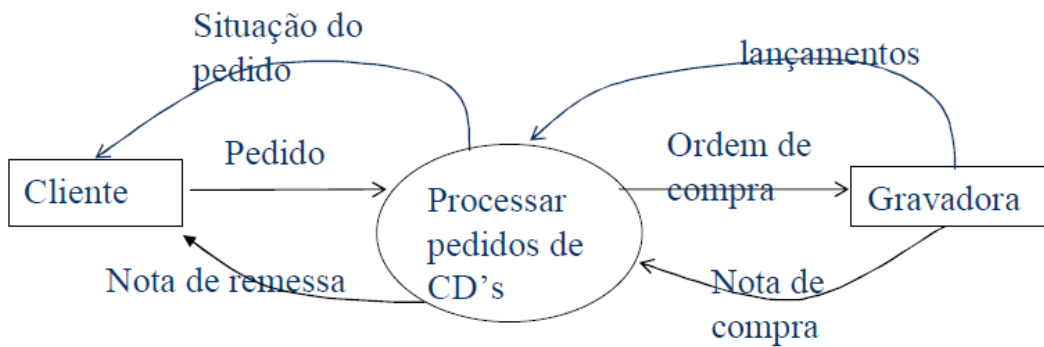 Situação do
pedido
lançamentos
Pedido
Ordem de
compra
Cliente
Processar
pedidos de
CD’s
Gravadora
Nota de remessa
Nota de
compra